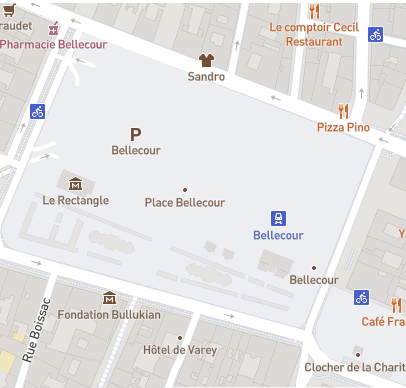 raudet
Pharmacie Bellecour
Le comptoir Cecil
Restaurant
Sandro
Pizza Pino
P
Bellecour
Le Rectangle
Place Bellecour
Bellecour
Y
Bellecour
Fondation Bullukian
Café Fra
Rue Boissac
Hôtel de Varey
Clocher de la Charit